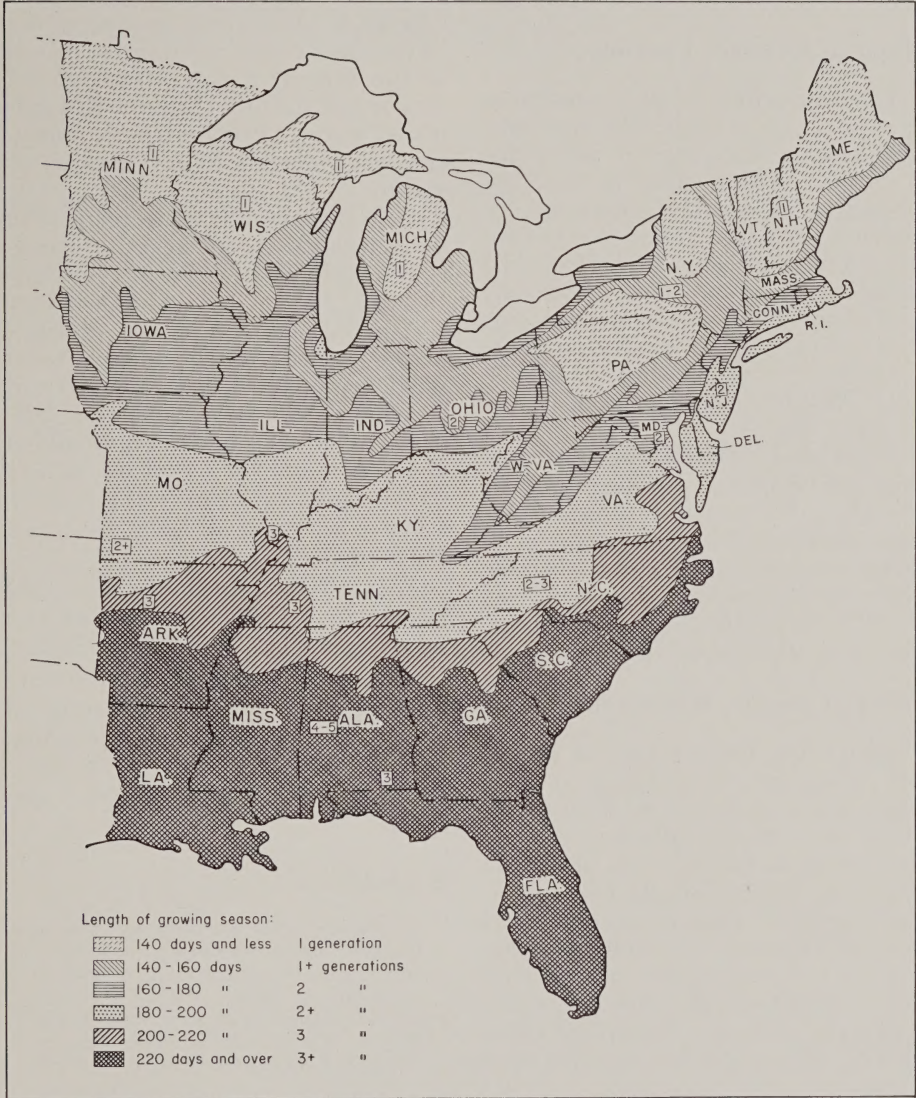 MINN.
1
WIS.
1
1
MICH.
1
ME.
VT.
N.H.
1
N.Y.
1-2
MASS.
CONN.
R. I.
IOWA
PA.
N.J.
2
ILL.
IND.
OHIO
2
MD.
2
DEL.
W. VA.
VA.
MO.
2+
KY.
3
TENN.
2-3
N.C.
3
3
ARK.
S.C.
MISS.
4-5
ALA.
GA.
LA.
3
FLA.
Length of growing season:
140 days and less 1 generation
140-160 days 1+ generations
160-180 " 2 "
180-200 " 2+ "
200-220 " 3 "
220 days and over 3+ "